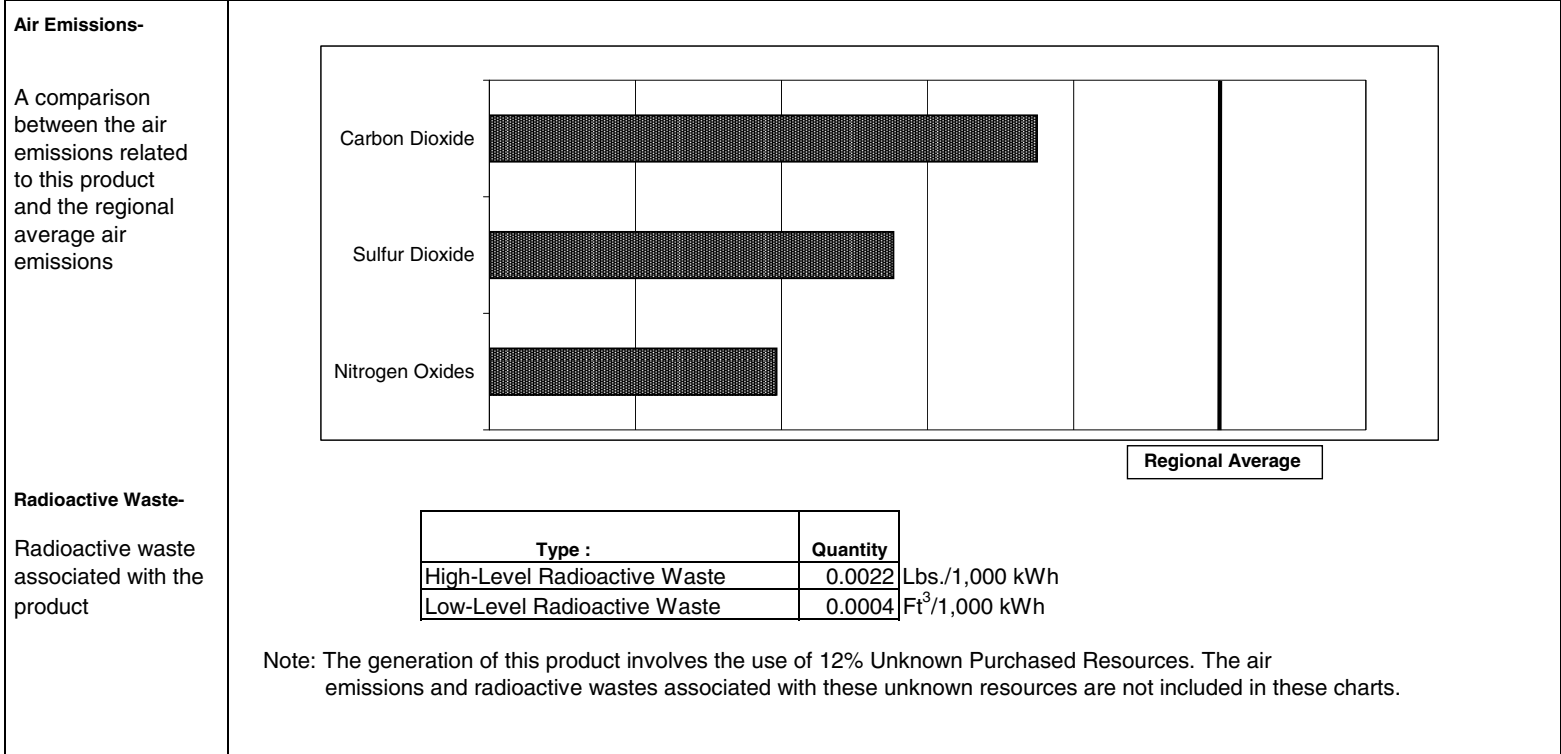 Air Emissions-
A comparison
between the air
emissions related
to this product
and the regional
average air
emissions
Carbon Dioxide
Sulfur Dioxide
Nitrogen Oxides
Regional Average
Radioactive Waste-
Radioactive waste
associated with the
product
Type : Quantity
High-Level Radioactive Waste 0.0022 Lbs./1,000 kWh
Low-Level Radioactive Waste 0.0004 Ft³/1,000 kWh
Note: The generation of this product involves the use of 12% Unknown Purchased Resources. The air
emissions and radioactive wastes associated with these unknown resources are not included in these charts.